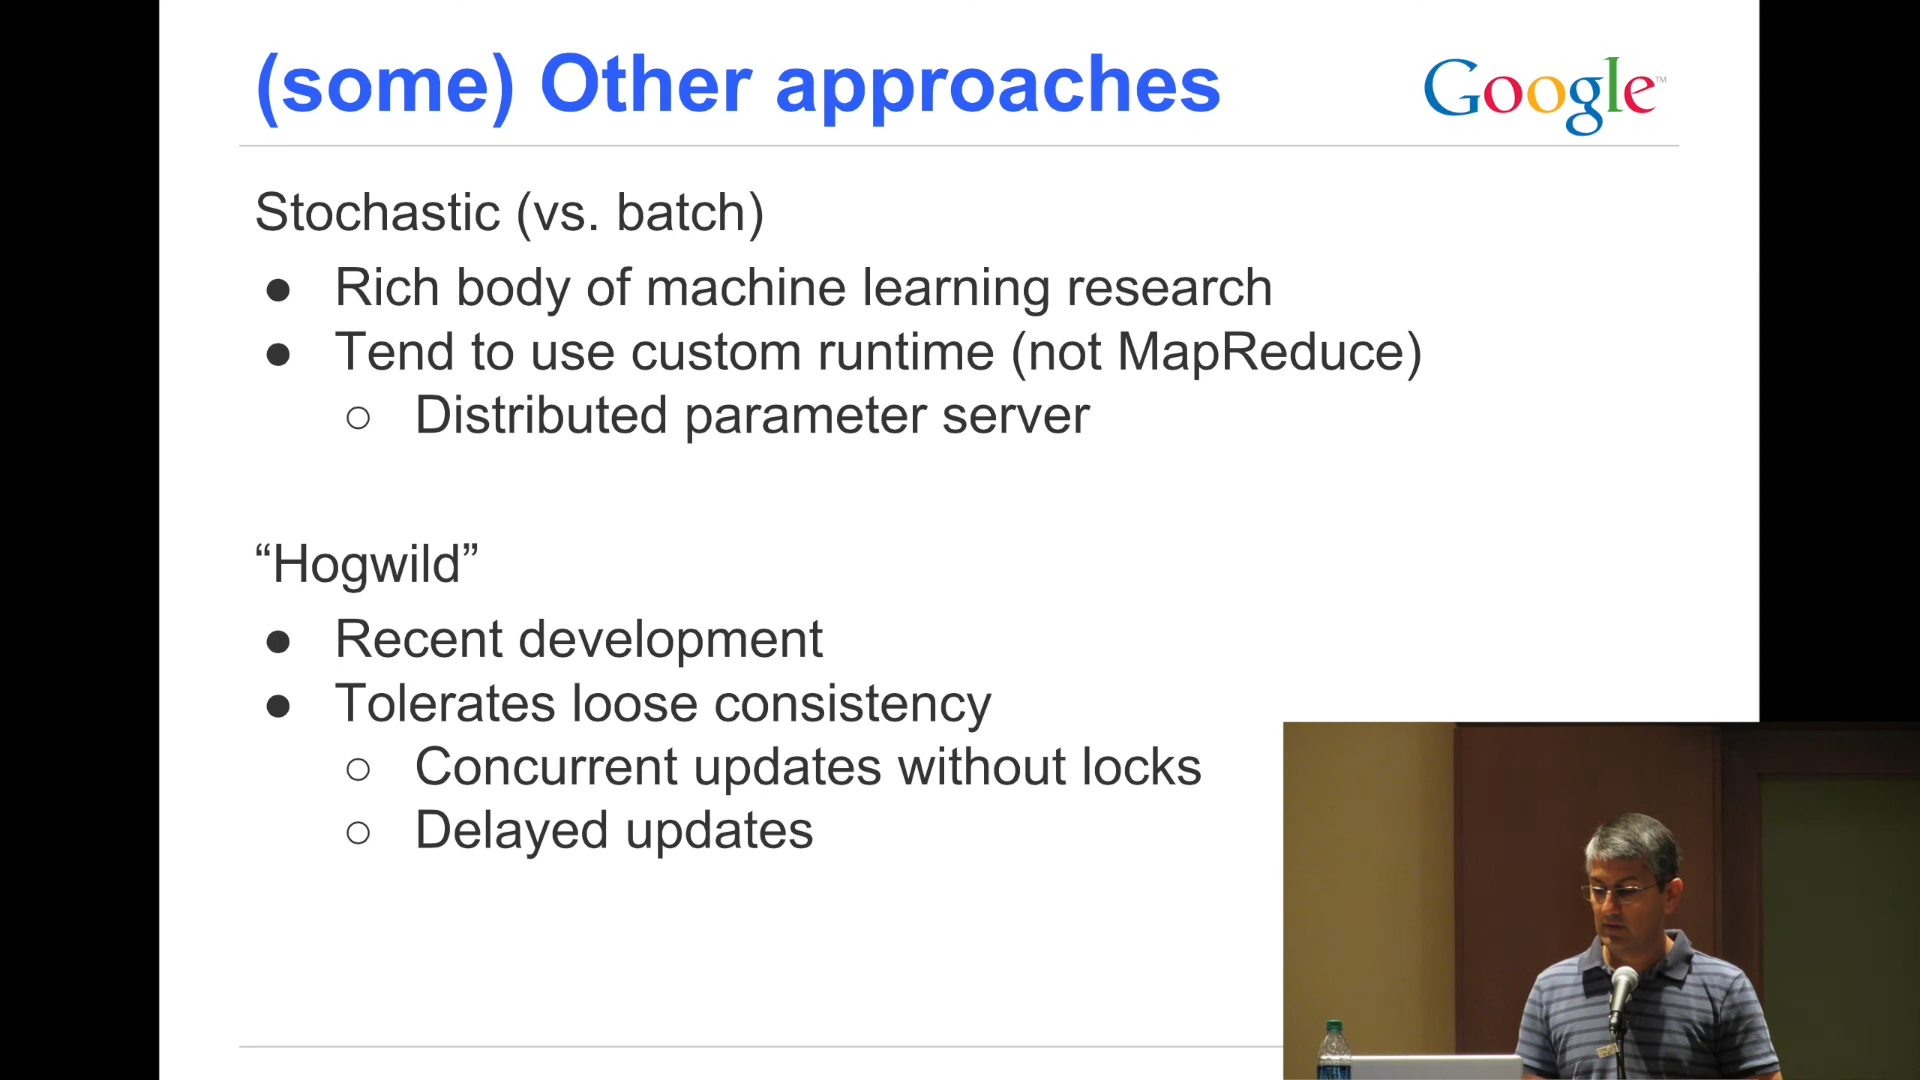 (some) Other approaches
Google™
Stochastic (vs. batch)
● Rich body of machine learning research
● Tend to use custom runtime (not MapReduce)
○ Distributed parameter server
“Hogwild”
● Recent development
● Tolerates loose consistency
○ Concurrent updates without locks
○ Delayed updates